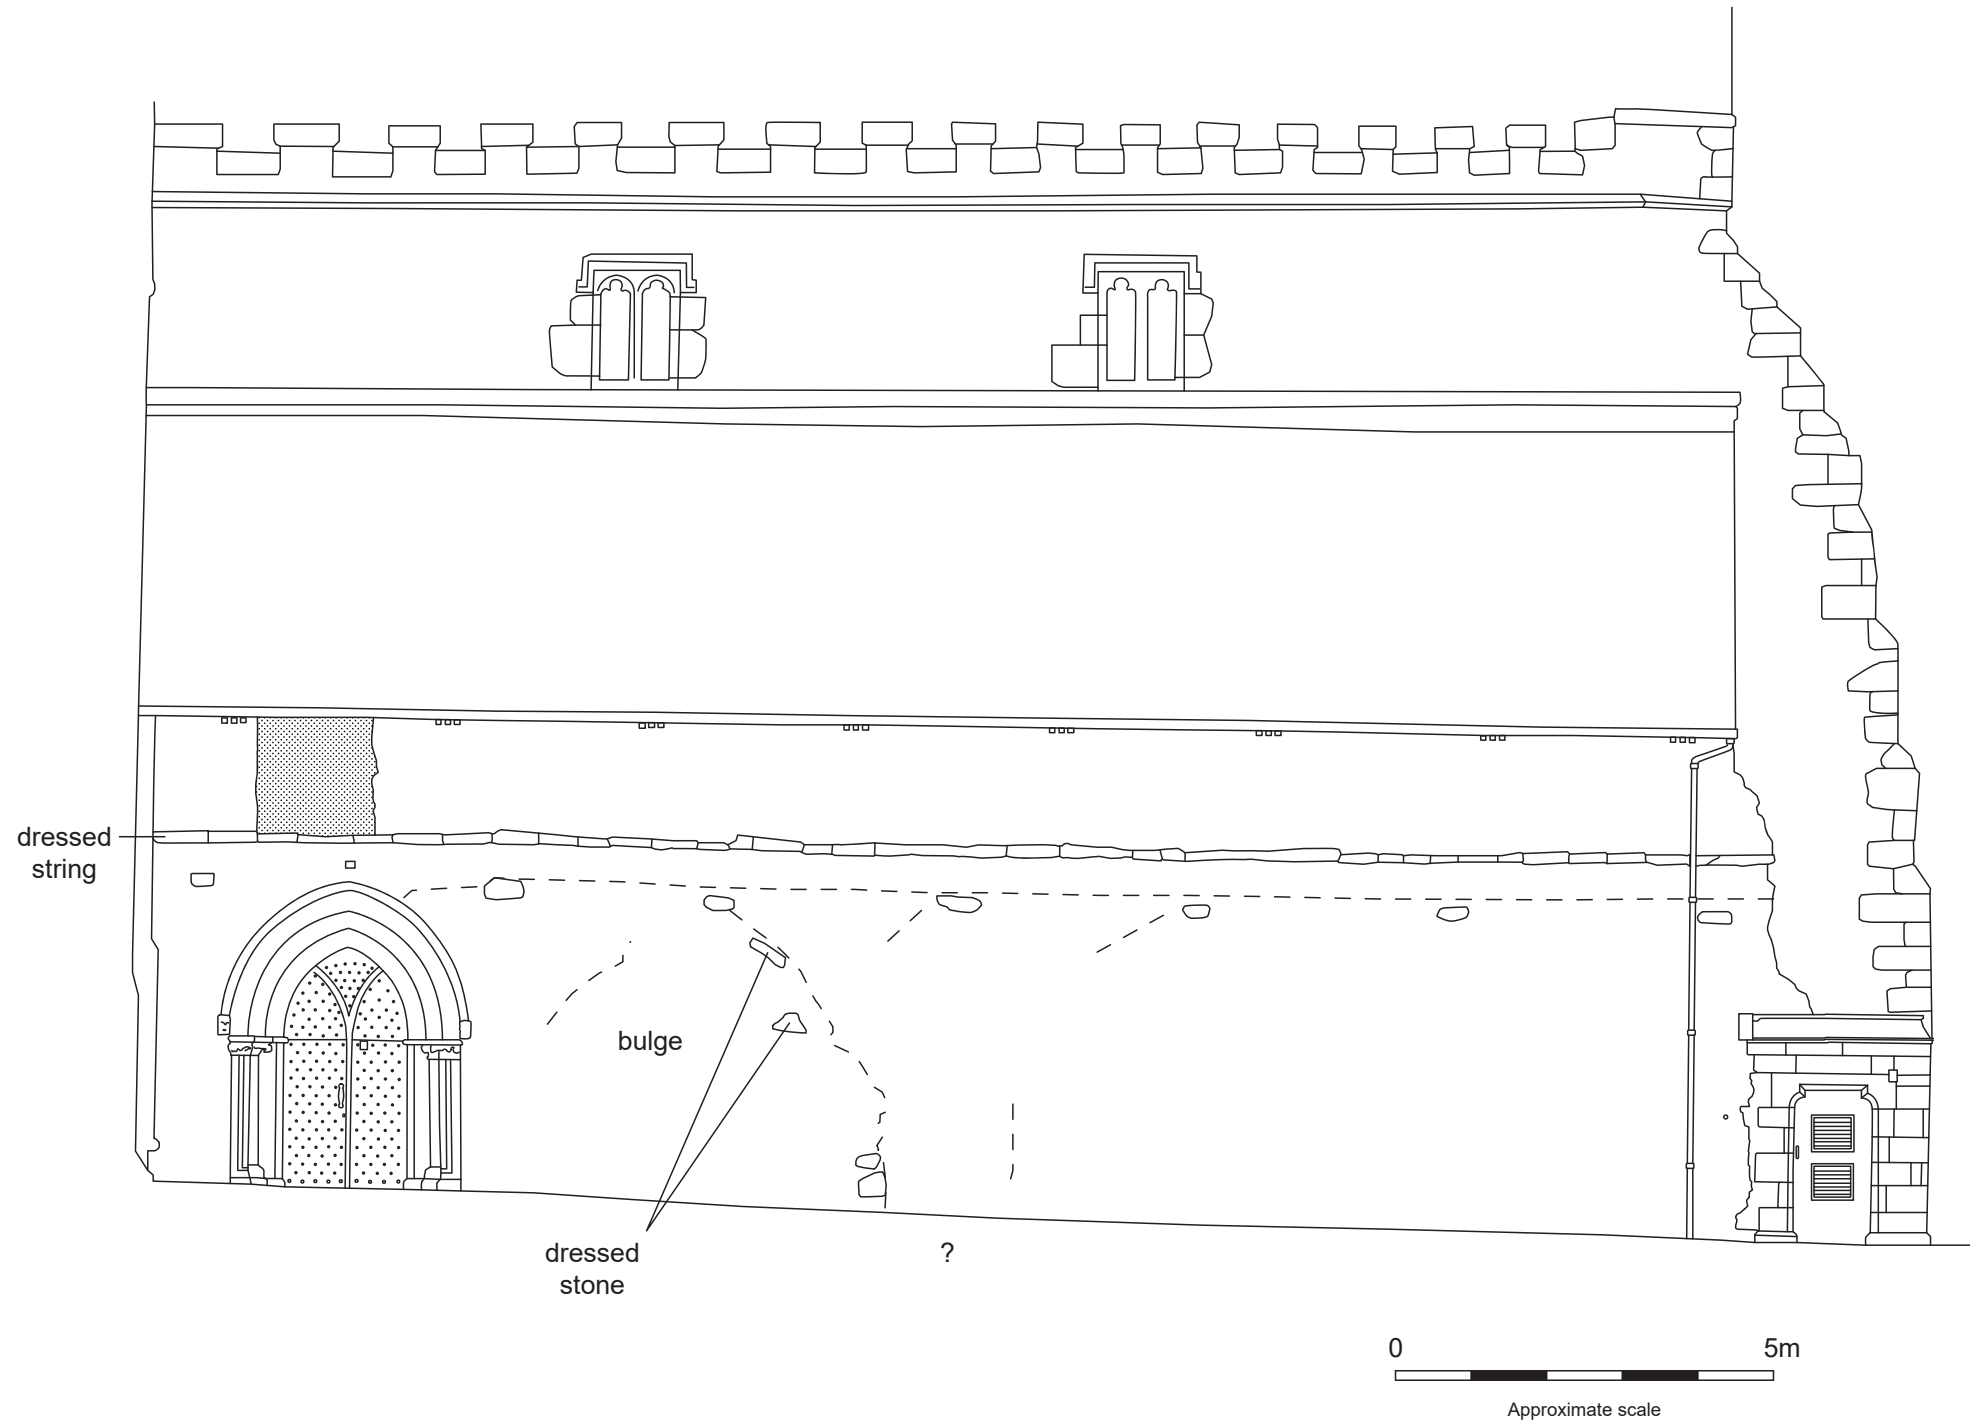 dressed
string
bulge
dressed
stone
?
0 5m
Approximate scale